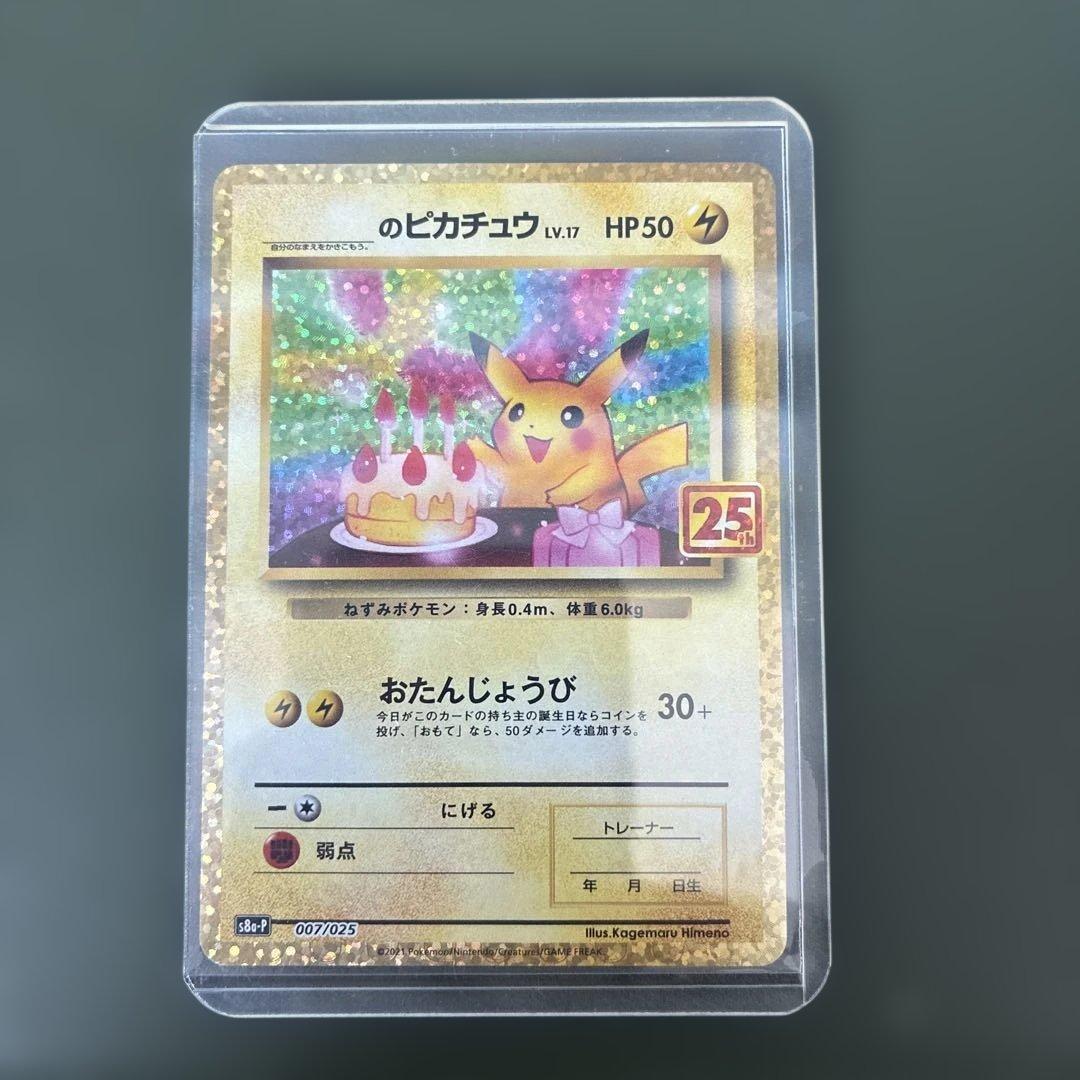 のピカチュウ LV.17 HP50
自分のなまえをかきこもう。
25th
ねずみポケモン：身長0.4m、体重6.0kg
おたんじょうび 30+
今日がこのカードの持ち主の誕生日ならコインを
投げ、「おもて」なら、50ダメージを追加する。
にげる
トレーナー
弱点
年 月 日生
s8a-P 007/025 Illus.Kagemaru Himeno
©2021 Pokémon/Nintendo/Creatures/GAME FREAK.